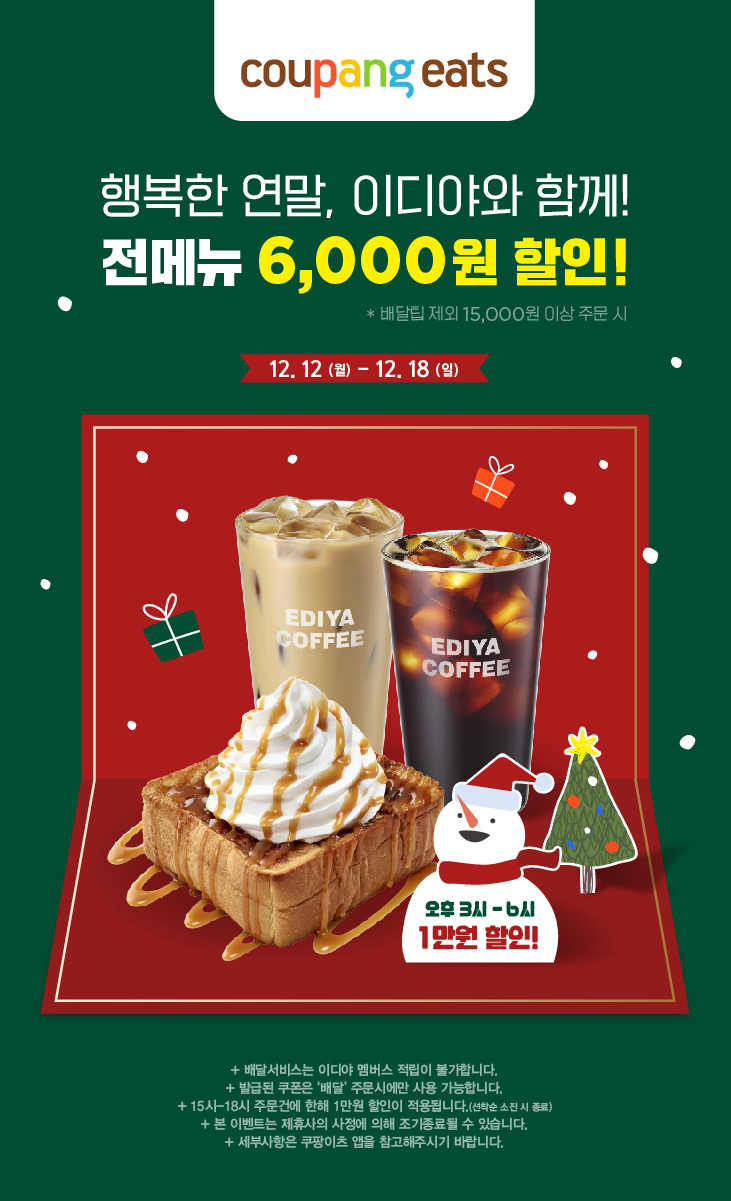 coupang eats
행복한 연말, 이디야와 함께!
전메뉴 6,000원 할인!
* 배달팁 제외 15,000원 이상 주문 시
12. 12 (월) - 12. 18 (일)
EDIYA
COFFEE
EDIYA
COFFEE
오후 3시 - 6시
1만원 할인!
+ 배달서비스는 이디야 멤버스 적립이 불가합니다.
+ 발급된 쿠폰은 '배달' 주문시에만 사용 가능합니다.
+ 15시-18시 주문건에 한해 1만원 할인이 적용됩니다.(선착순 소진 시 종료)
+ 본 이벤트는 제휴사의 사정에 의해 조기종료될 수 있습니다.
+ 세부사항은 쿠팡이츠 앱을 참고해주시기 바랍니다.